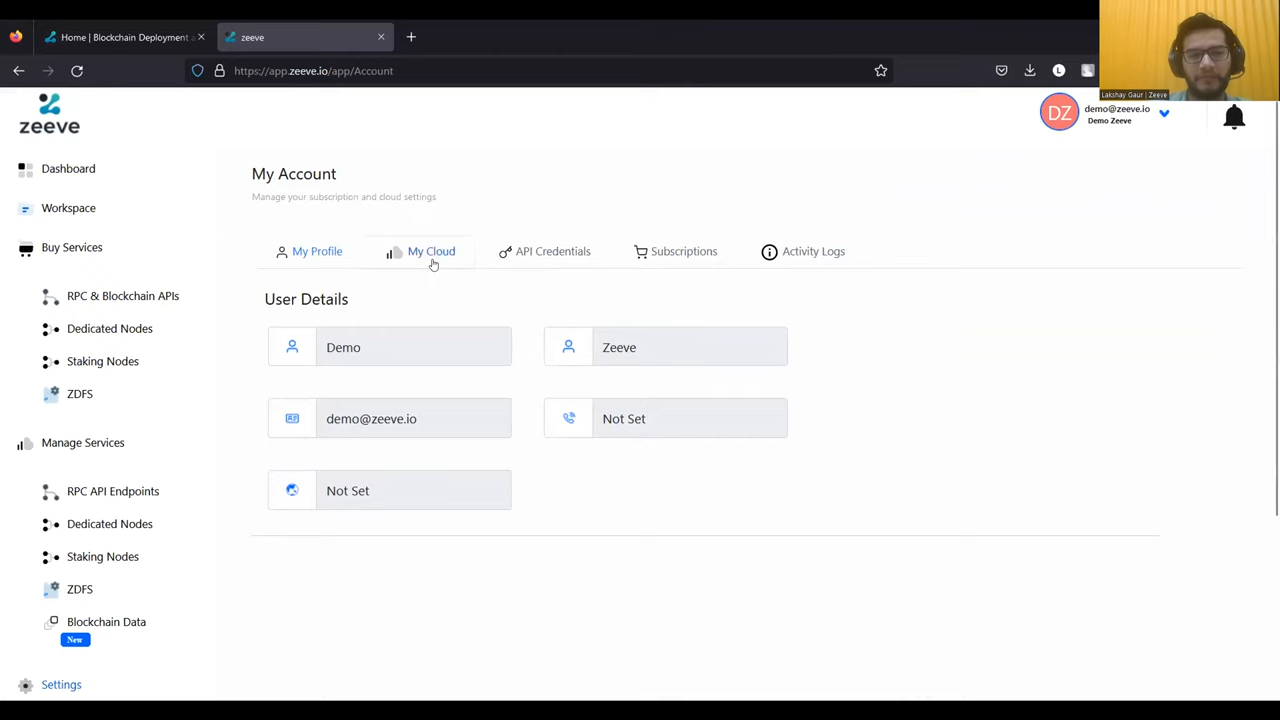 Home | Blockchain Deployment a
zeeve
https://app.zeeve.io/app/Account
L
Lakshay Gaur | Zeeve
zeeve
DZ
demo@zeeve.io
Demo Zeeve
Dashboard
Workspace
Buy Services
RPC & Blockchain APIs
Dedicated Nodes
Staking Nodes
ZDFS
Manage Services
RPC API Endpoints
Dedicated Nodes
Staking Nodes
ZDFS
Blockchain Data
New
Settings
My Account
Manage your subscription and cloud settings
My Profile
My Cloud
API Credentials
Subscriptions
Activity Logs
User Details
Demo
Zeeve
demo@zeeve.io
Not Set
Not Set